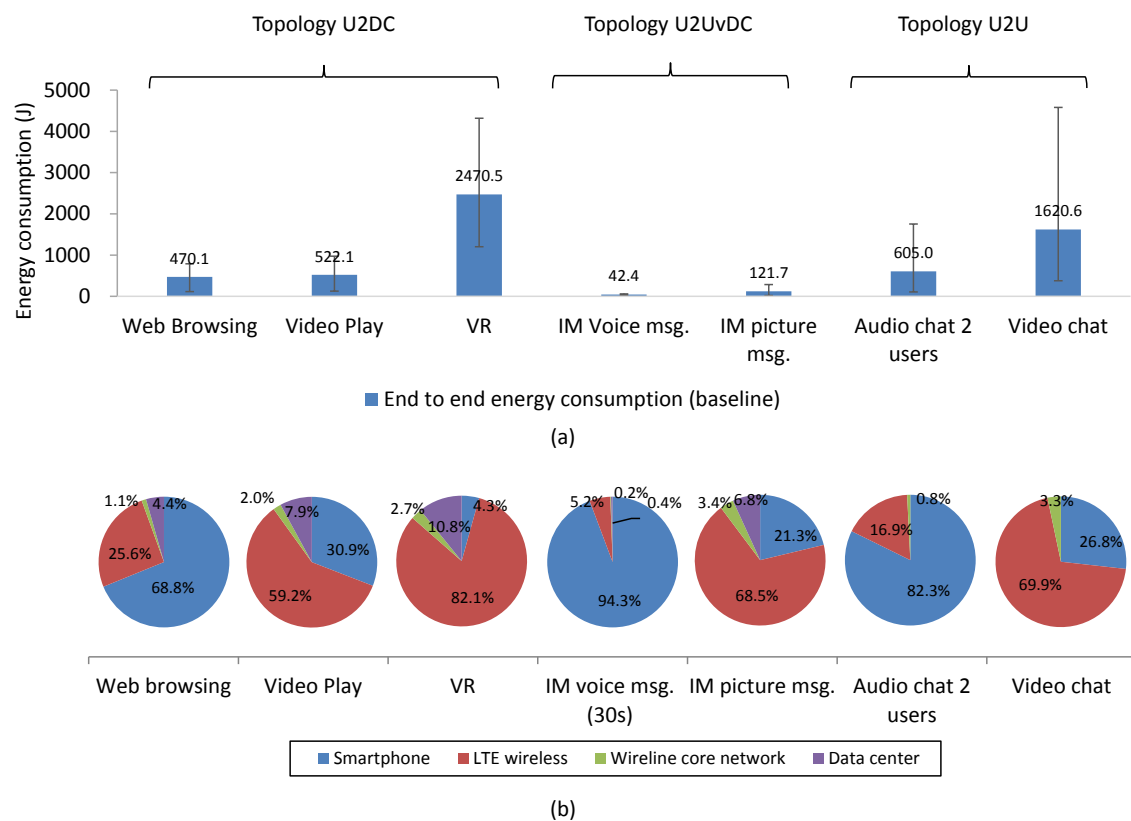 Topology U2DC
Topology U2UvDC
Topology U2U
Energy consumption (J)
5000
4000
3000
2000
1000
0
470.1
522.1
2470.5
42.4
121.7
605.0
1620.6
Web Browsing
Video Play
VR
IM Voice msg.
IM picture
msg.
Audio chat 2
users
Video chat
End to end energy consumption (baseline)
(a)
1.1%
4.4%
25.6%
68.8%
2.0%
7.9%
30.9%
59.2%
2.7%
10.8%
4.3%
82.1%
5.2%
0.2%
0.4%
94.3%
3.4%
6.8%
21.3%
68.5%
0.8%
16.9%
82.3%
3.3%
26.8%
69.9%
Web browsing
Video Play
VR
IM voice msg.
(30s)
IM picture msg.
Audio chat 2
users
Video chat
Smartphone
LTE wireless
Wireline core network
Data center
(b)